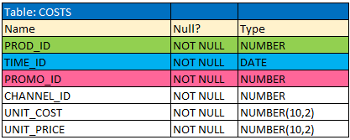 Table: COSTS
Name Null? Type
PROD_ID NOT NULL NUMBER
TIME_ID NOT NULL DATE
PROMO_ID NOT NULL NUMBER
CHANNEL_ID NOT NULL NUMBER
UNIT_COST NOT NULL NUMBER(10,2)
UNIT_PRICE NOT NULL NUMBER(10,2)